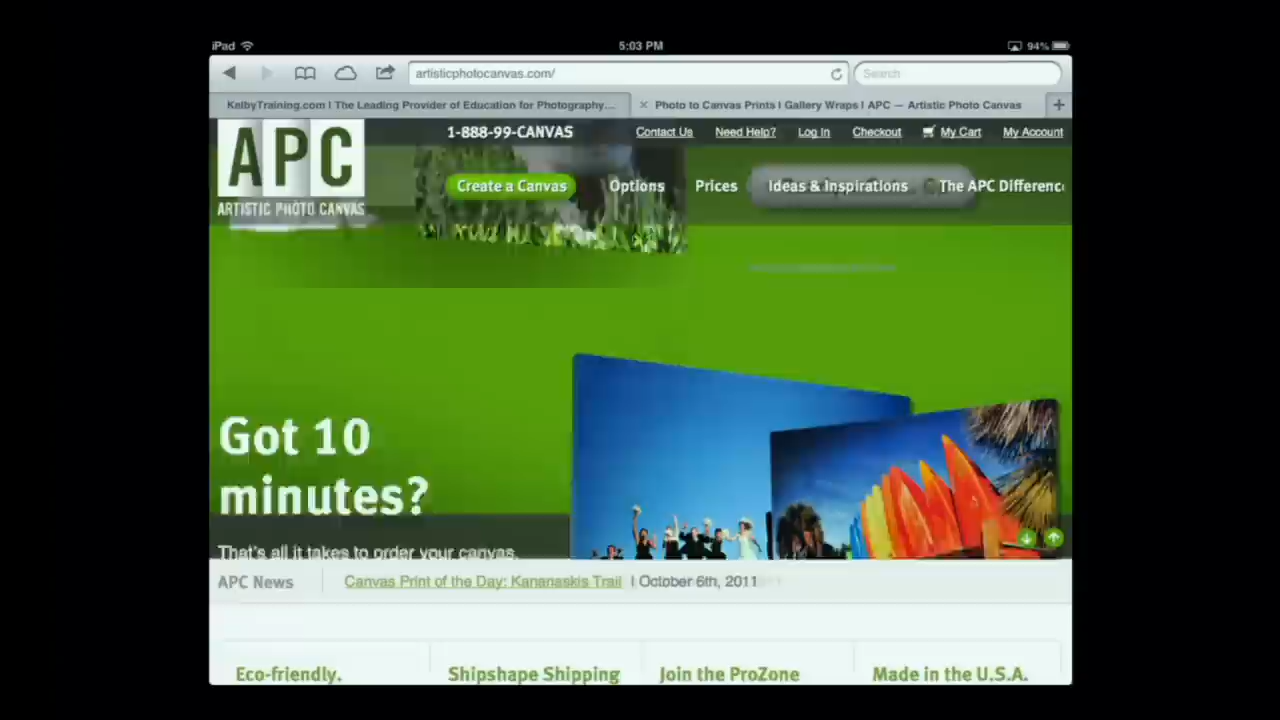 iPad 5:03 PM 94%
artisticphotocanvas.com/ Search
KelbyTraining.com | The Leading Provider of Education for Photography... × Photo to Canvas Prints | Gallery Wraps | APC — Artistic Photo Canvas +
APC
ARTISTIC PHOTO CANVAS
1-888-99-CANVAS Contact Us Need Help? Log In Checkout My Cart My Account
Create a Canvas Options Prices Ideas & Inspirations The APC Differenc
Got 10
minutes?
That's all it takes to order your canvas.
APC News Canvas Print of the Day: Kananaskis Trail | October 6th, 2011
Eco-friendly. Shipshape Shipping Join the ProZone Made in the U.S.A.